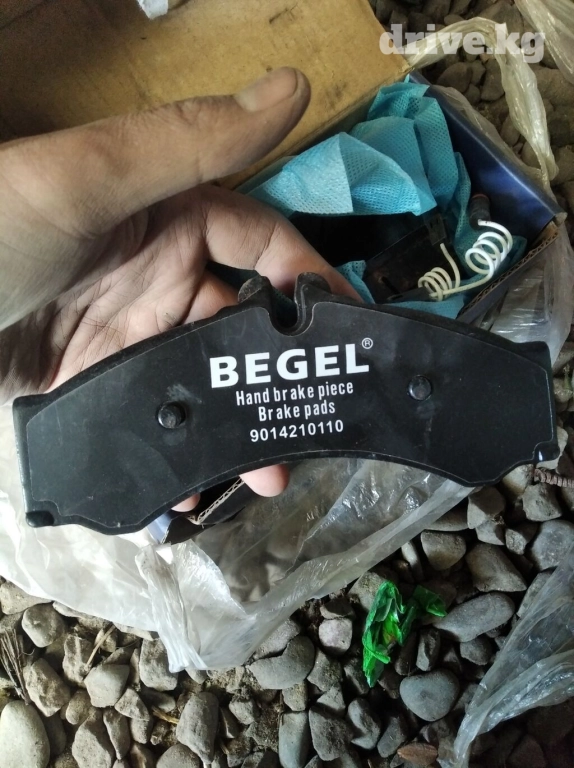 drive.kg
BEGEL®
Hand brake piece
Brake pads
9014210110